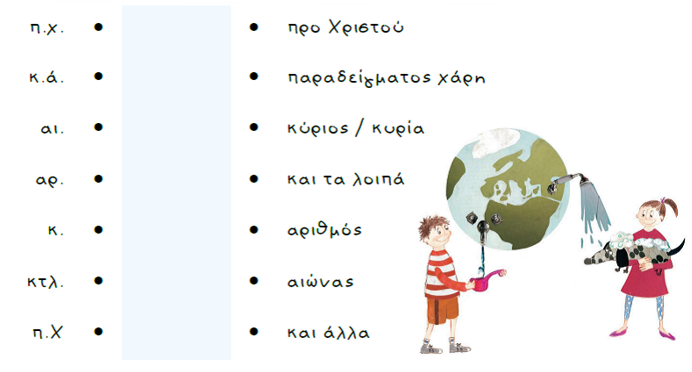 π.χ. • • προ Χριστού
κ.ά. • • παραδείγματος χάρη
αι. • • κύριος / κυρία
αρ. • • και τα λοιπά
κ. • • αριθμός
κτλ. • • αιώνας
π.Χ • • και άλλα